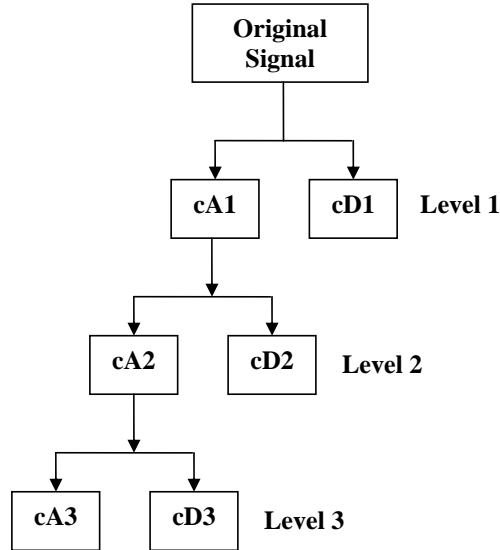 Original
Signal
cA1
cD1
Level 1
cA2
cD2
Level 2
cA3
cD3
Level 3